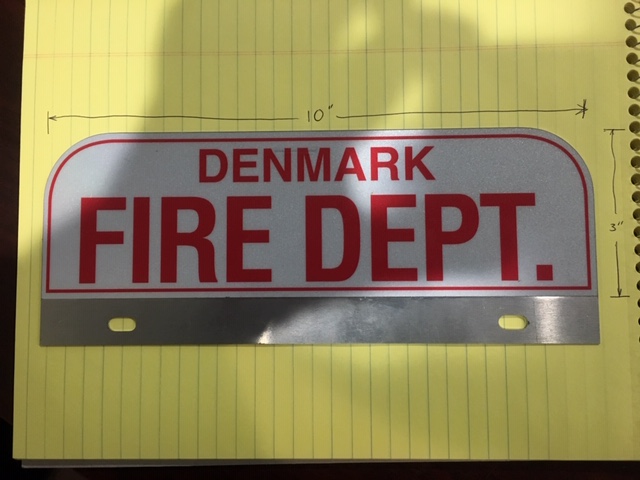 10"
DENMARK
FIRE DEPT.
3"